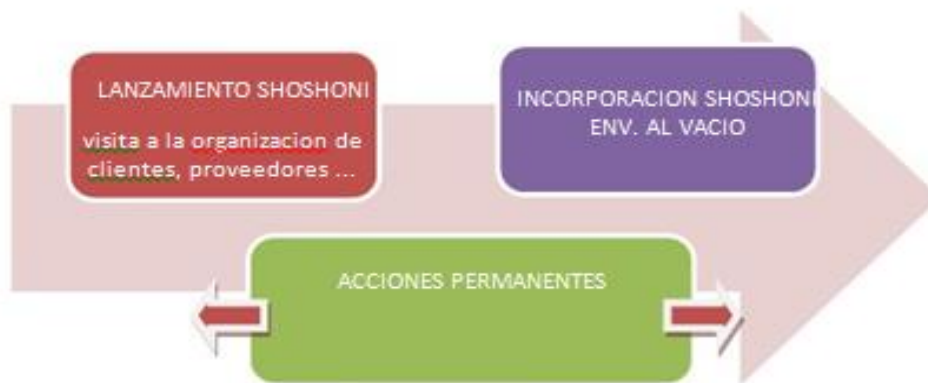 LANZAMIENTO SHOSHONI
visita a la organizacion de
clientes, proveedores ...
INCORPORACION SHOSHONI
ENV. AL VACIO
ACCIONES PERMANENTES